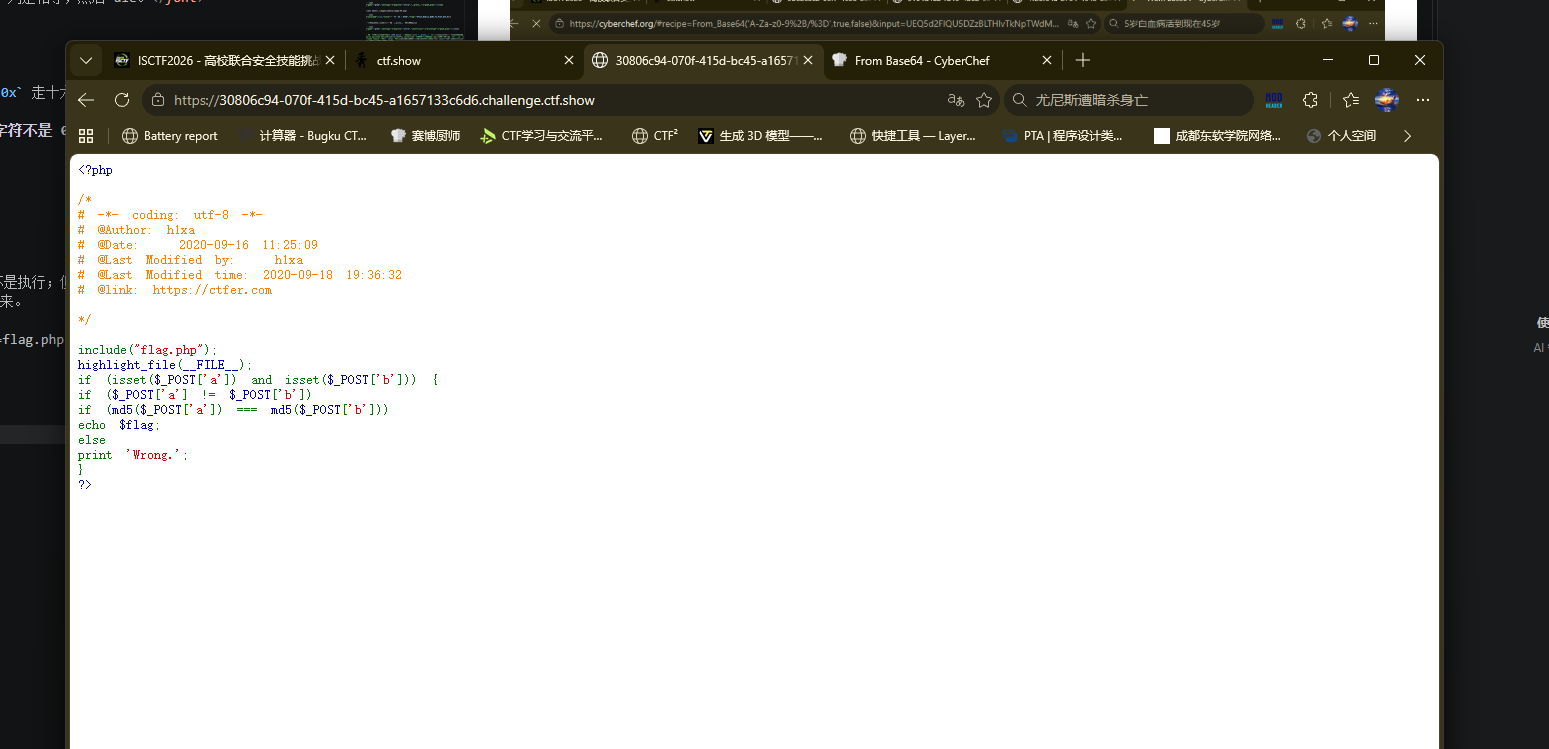 https://cyberchef.org/#recipe=From_Base64('A-Za-z0-9%2B/%3D',true,false)&input=UEQ5d2FIQU5DZzBLTHlvTkNpTWdM... 5岁白血病活到现在45岁
ISCTF2026 - 高校联合安全技能挑战
ctf.show
30806c94-070f-415d-bc45-a16571
From Base64 - CyberChef
https://30806c94-070f-415d-bc45-a1657133c6d6.challenge.ctf.show
尤尼斯遭暗杀身亡
Battery report
计算器 - Bugku CT...
赛博厨师
CTF学习与交流平...
CTF²
生成 3D 模型——...
快捷工具 — Layer...
PTA | 程序设计类...
成都东软学院网络...
个人空间
<?php
/*
# -*- coding: utf-8 -*-
# @Author: h1xa
# @Date:   2020-09-16 11:25:09
# @Last Modified by:   h1xa
# @Last Modified time: 2020-09-18 19:36:32
# @link: https://ctfer.com
*/
include("flag.php");
highlight_file(__FILE__);
if (isset($_POST['a']) and isset($_POST['b'])) {
if ($_POST['a'] != $_POST['b'])
if (md5($_POST['a']) === md5($_POST['b']))
echo $flag;
else
print 'Wrong.';
}
?>
0x` 走十六
字符不是
不是执行；但
来。
=flag.php
使
AI